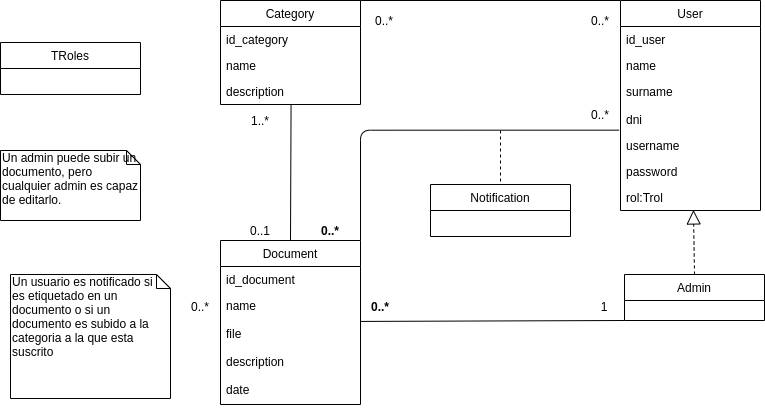 Category
id_category
name
description
0..*
0..*
User
id_user
name
surname
dni
username
password
rol:Trol
TRoles
1..*
0..*
Un admin puede subir un
documento, pero
cualquier admin es capaz
de editarlo.
Notification
0..1
0..*
Document
id_document
name
file
description
date
Un usuario es notificado si
es etiquetado en un
documento o si un
documento es subido a la
categoria a la que esta
suscrito
0..*
0..*
1
Admin